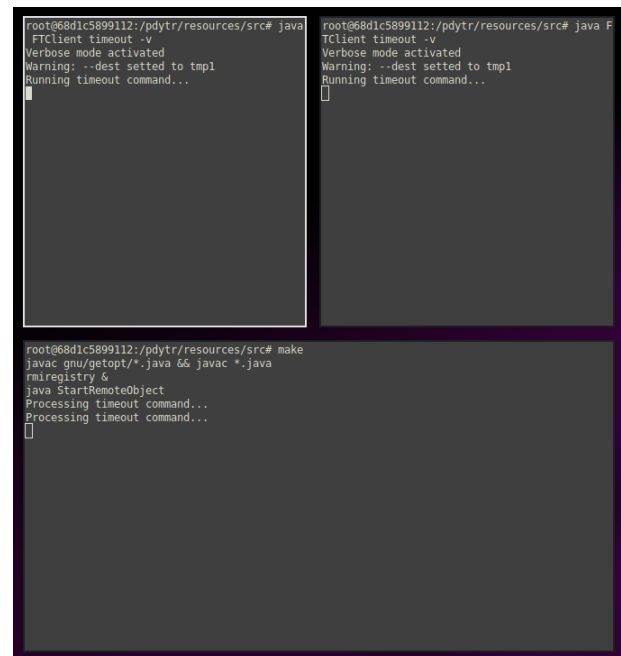 root@68d1c5899112:/pdytr/resources/src# java
 FTClient timeout -v
Verbose mode activated
Warning: --dest setted to tmp1
Running timeout command...
root@68d1c5899112:/pdytr/resources/src# java F
TClient timeout -v
Verbose mode activated
Warning: --dest setted to tmp1
Running timeout command...
root@68d1c5899112:/pdytr/resources/src# make
javac gnu/getopt/*.java && javac *.java
rmiregistry &
java StartRemoteObject
Processing timeout command...
Processing timeout command...